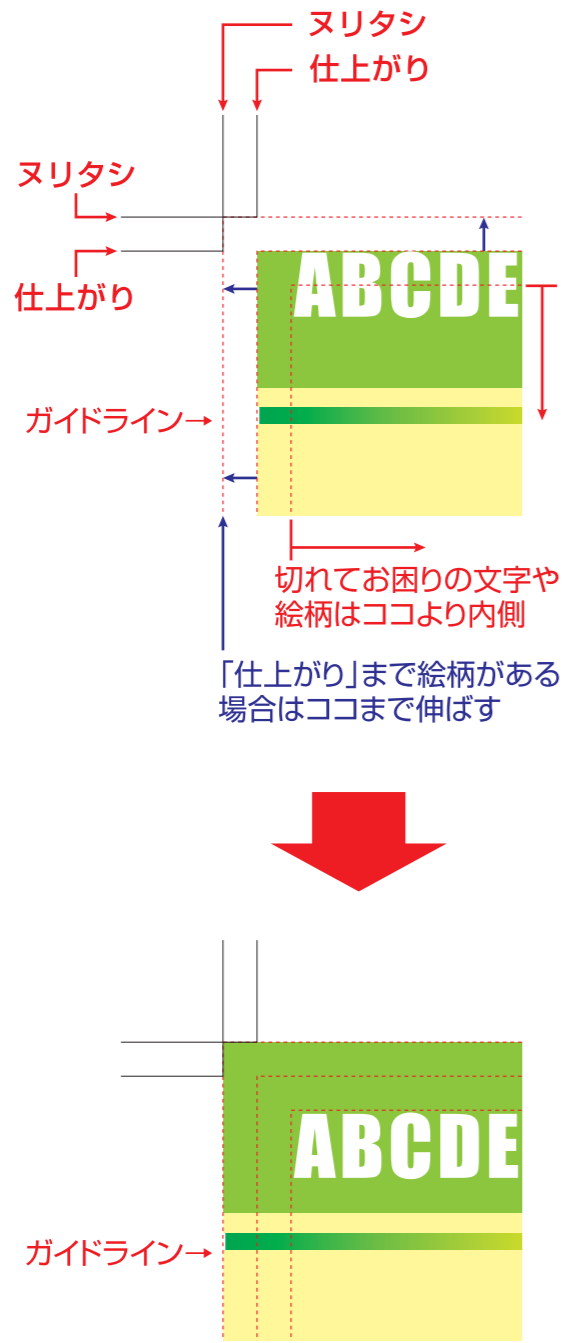 ヌリタシ
仕上がり
ヌリタシ
仕上がり
ABCDE
ガイドライン→
切れてお困りの文字や
絵柄はココより内側
「仕上がり」まで絵柄がある
場合はココまで伸ばす
ABCDE
ガイドライン→